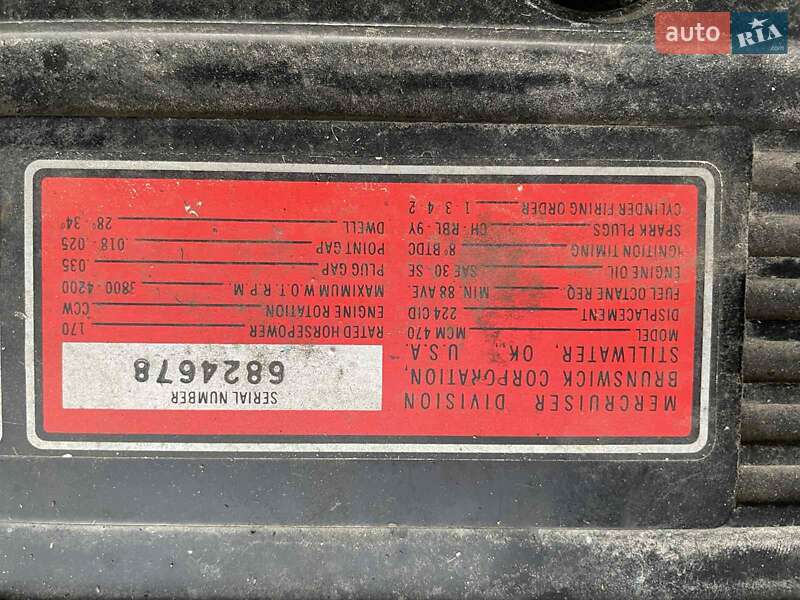 auto RIA
MERCRUISER DIVISION
BRUNSWICK CORPORATION,
STILLWATER, OK., U.S.A.
MODEL MCM 470
DISPLACEMENT 224 CID
FUEL OCTANE REQ. MIN. 88 AVE.
ENGINE OIL SAE 30-SE
IGNITION TIMING 8° BTDC
SPARK PLUGS CH-RBL-9Y
CYLINDER FIRING ORDER 1-3-4-2
SERIAL NUMBER
6824678
RATED HORSEPOWER 170
ENGINE ROTATION CCW
MAXIMUM W.O.T.R.P.M. 3800-4200
PLUG GAP .035
POINT GAP .018-.025
DWELL 28°-34°